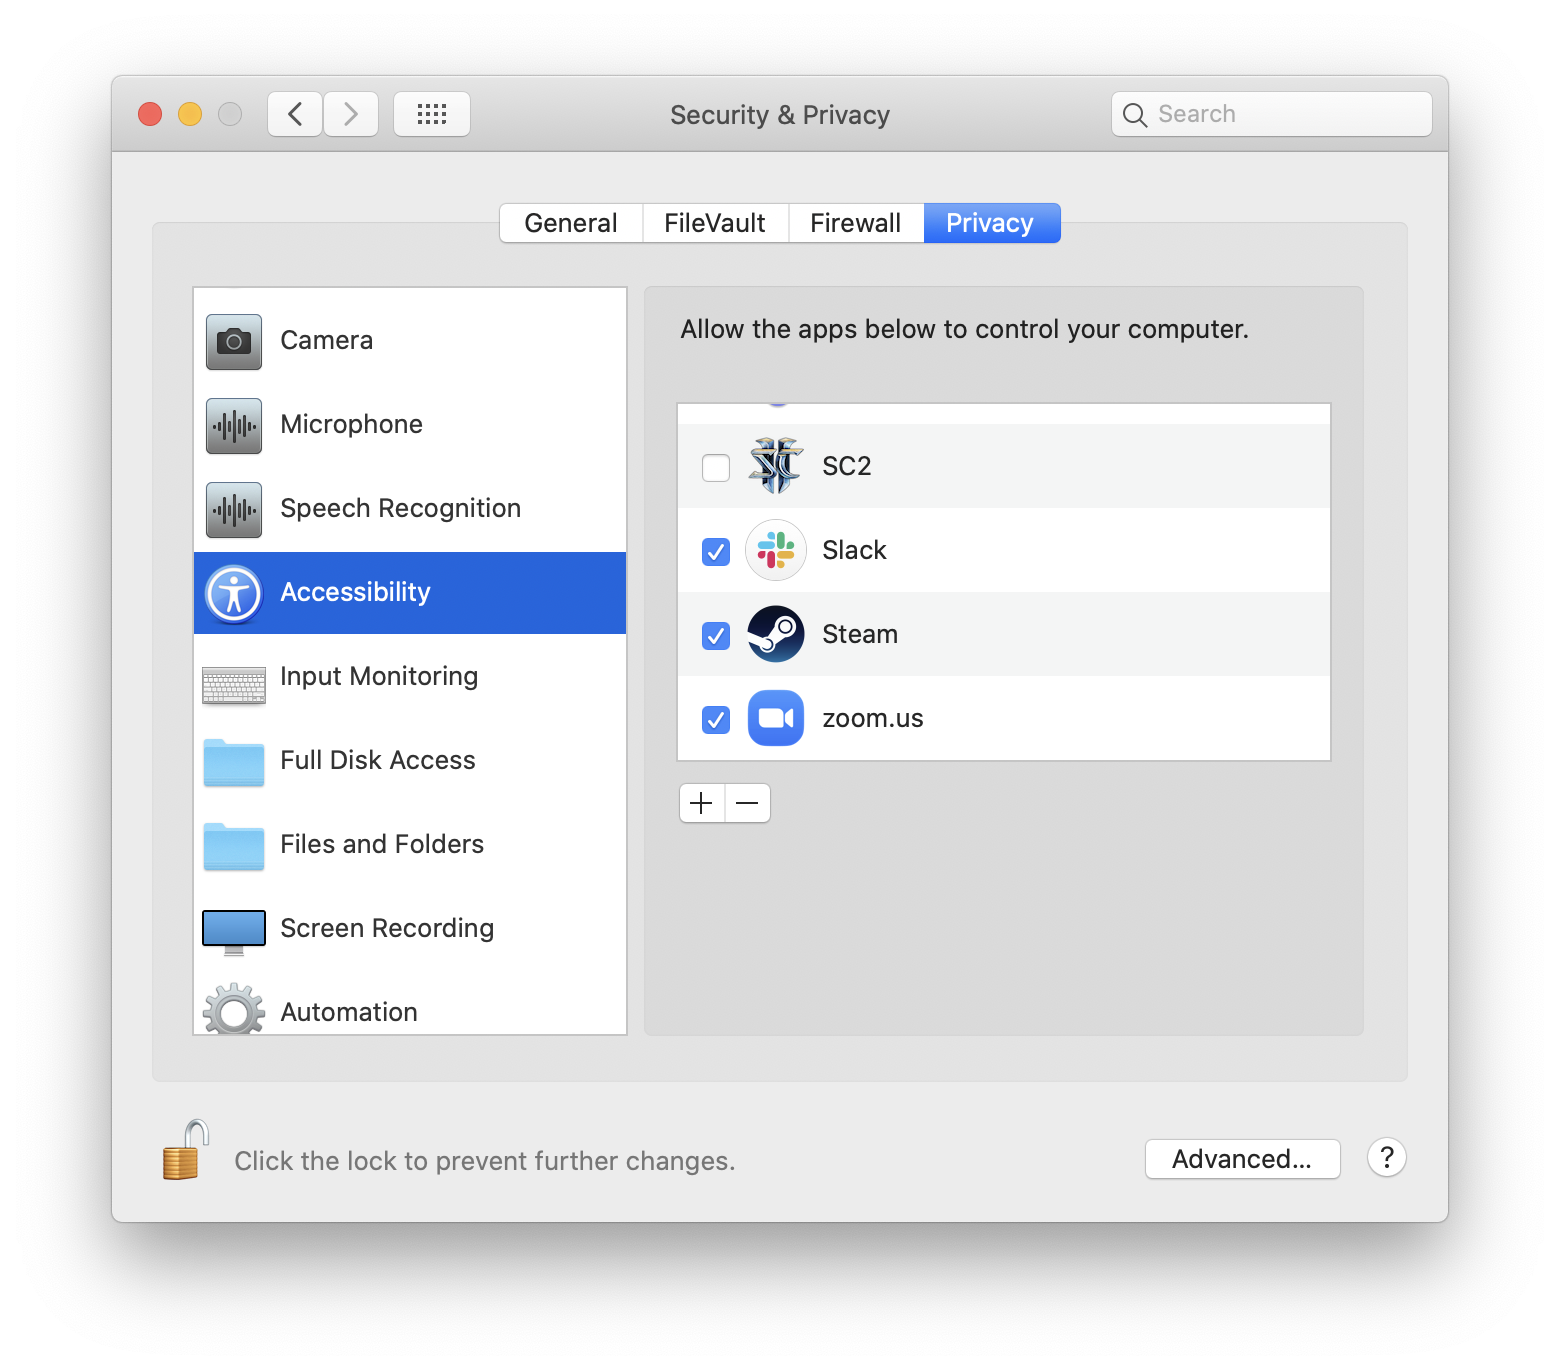 Security & Privacy
Search
General
FileVault
Firewall
Privacy
Camera
Microphone
Speech Recognition
Accessibility
Input Monitoring
Full Disk Access
Files and Folders
Screen Recording
Automation
Allow the apps below to control your computer.
SC2
Slack
Steam
zoom.us
Click the lock to prevent further changes.
Advanced...
?